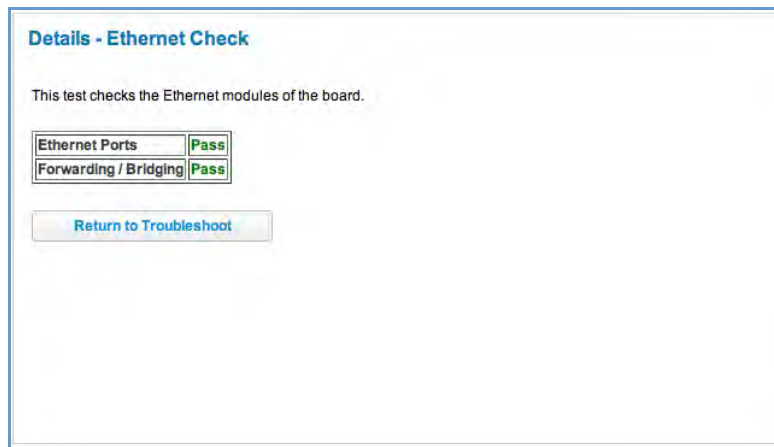 Details - Ethernet Check
This test checks the Ethernet modules of the board.
Ethernet Ports Pass
Forwarding / Bridging Pass
Return to Troubleshoot